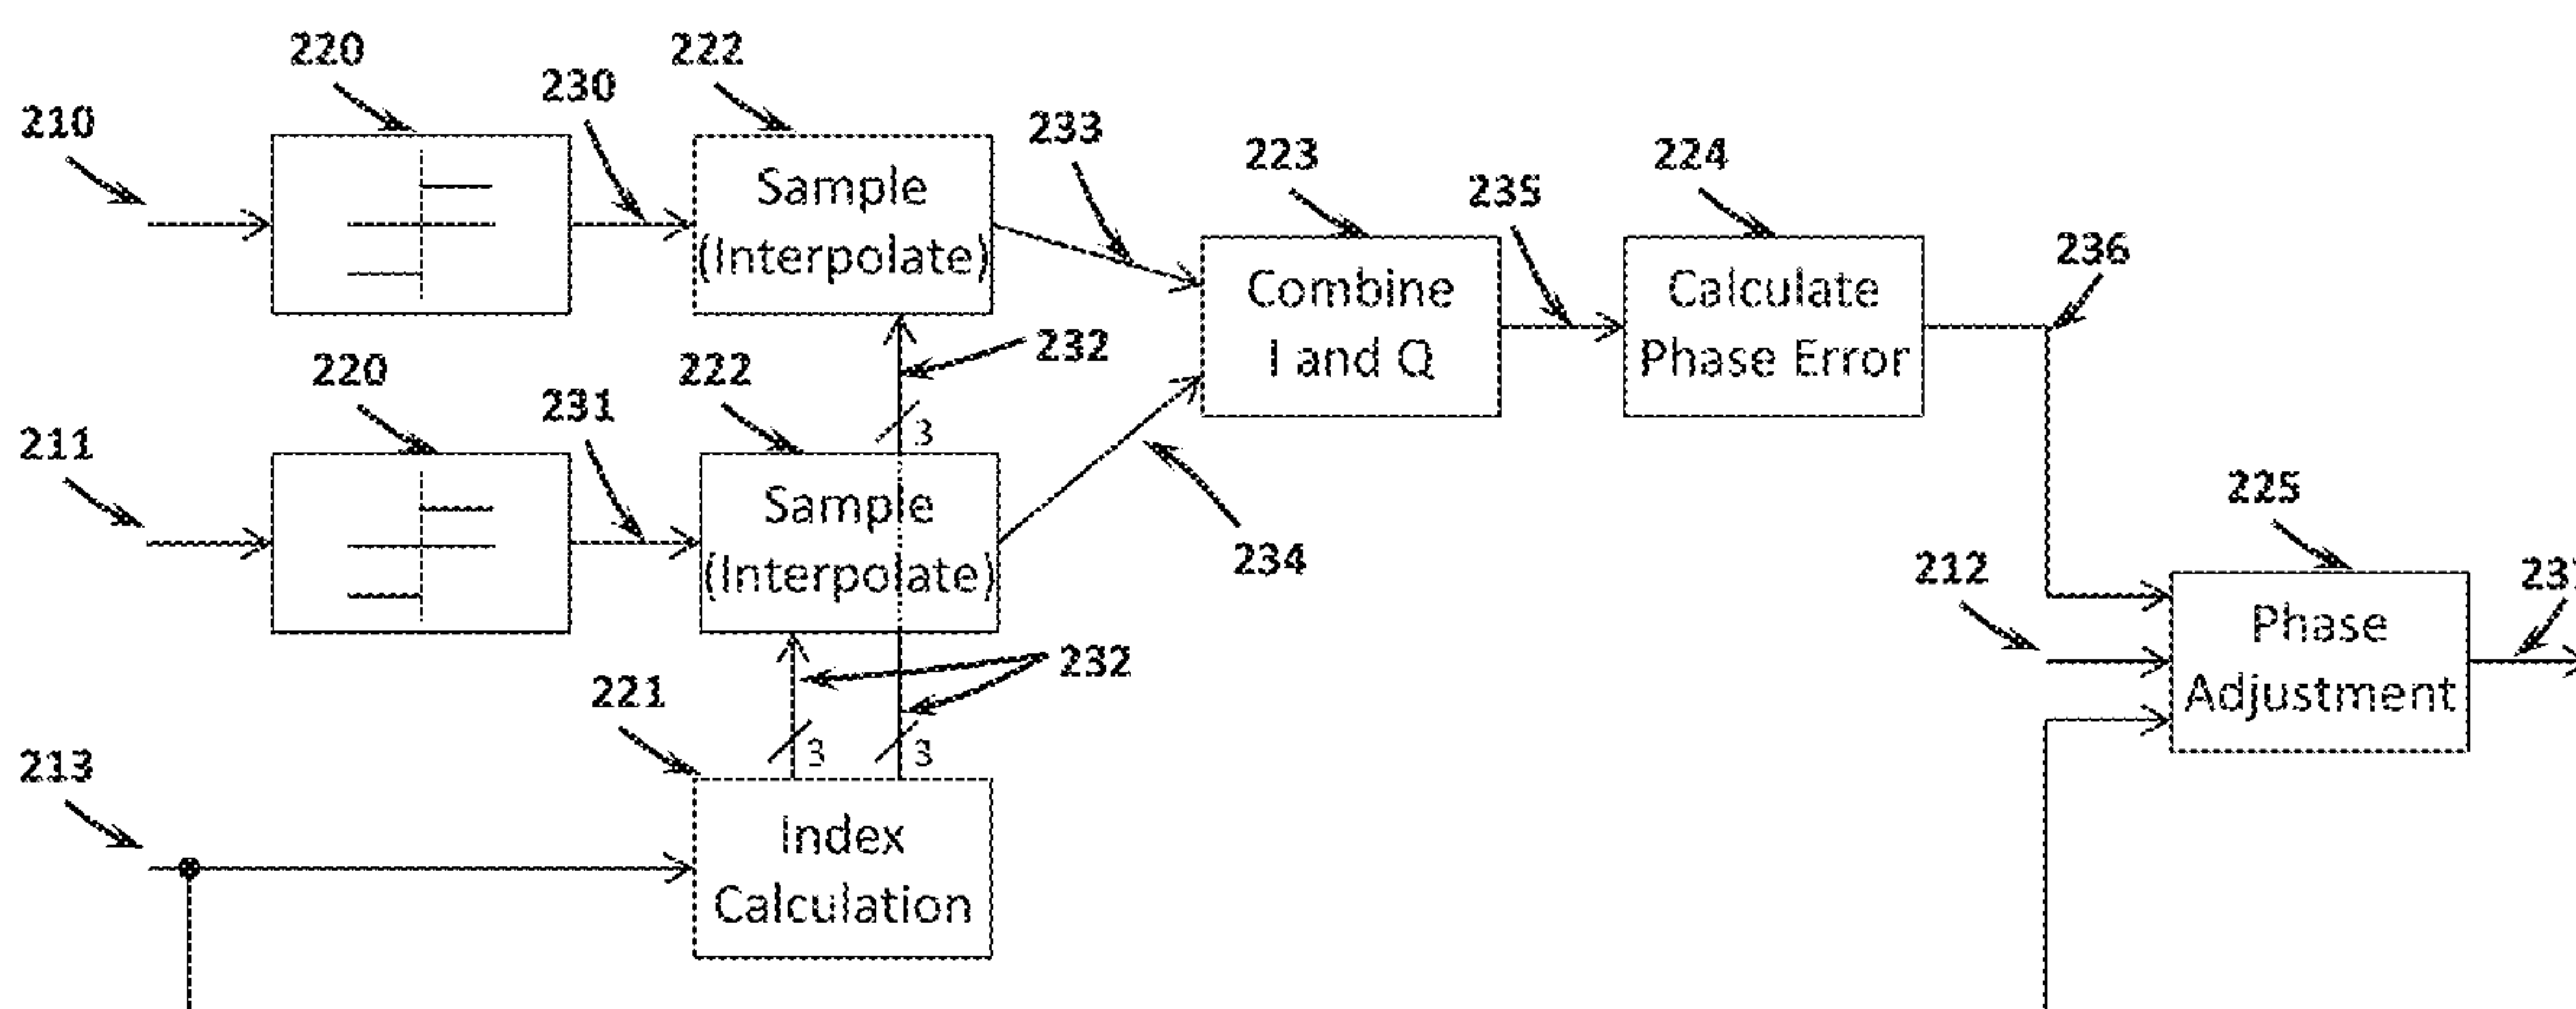 220
222
230
210
233
223
224
235
236
Sample
(Interpolate)
Combine
I and Q
Calculate
Phase Error
232
220
222
231
211
3
225
Sample
(Interpolate)
234
212
Phase
Adjustment
232
221
3
3
213
Index
Calculation